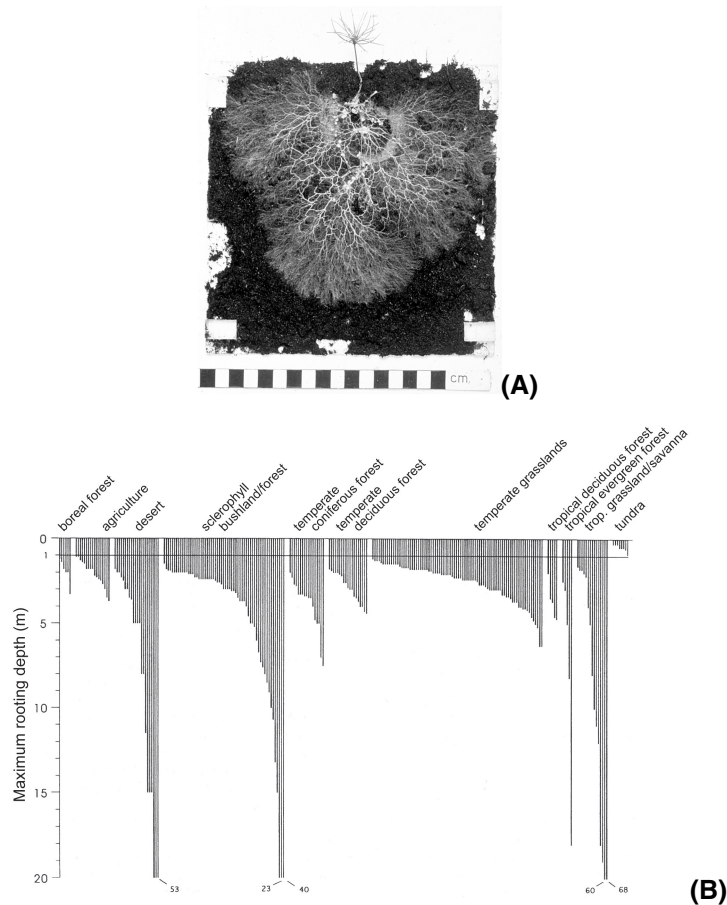 cm.
(A)
boreal forest
agriculture
desert
sclerophyll
bushland/forest
temperate
coniferous forest
temperate
deciduous forest
temperate grasslands
tropical deciduous forest
tropical evergreen forest
trop. grassland/savanna
tundra
0
1
5
10
15
20
Maximum rooting depth (m)
53
23
40
60
68
(B)